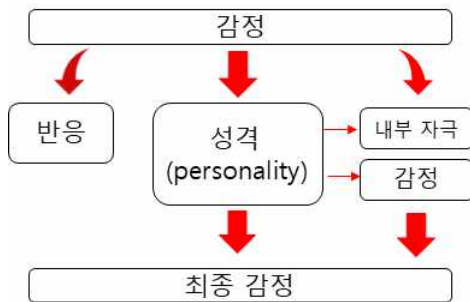 감정
반응
성격
(personality)
내부 자극
감정
최종 감정